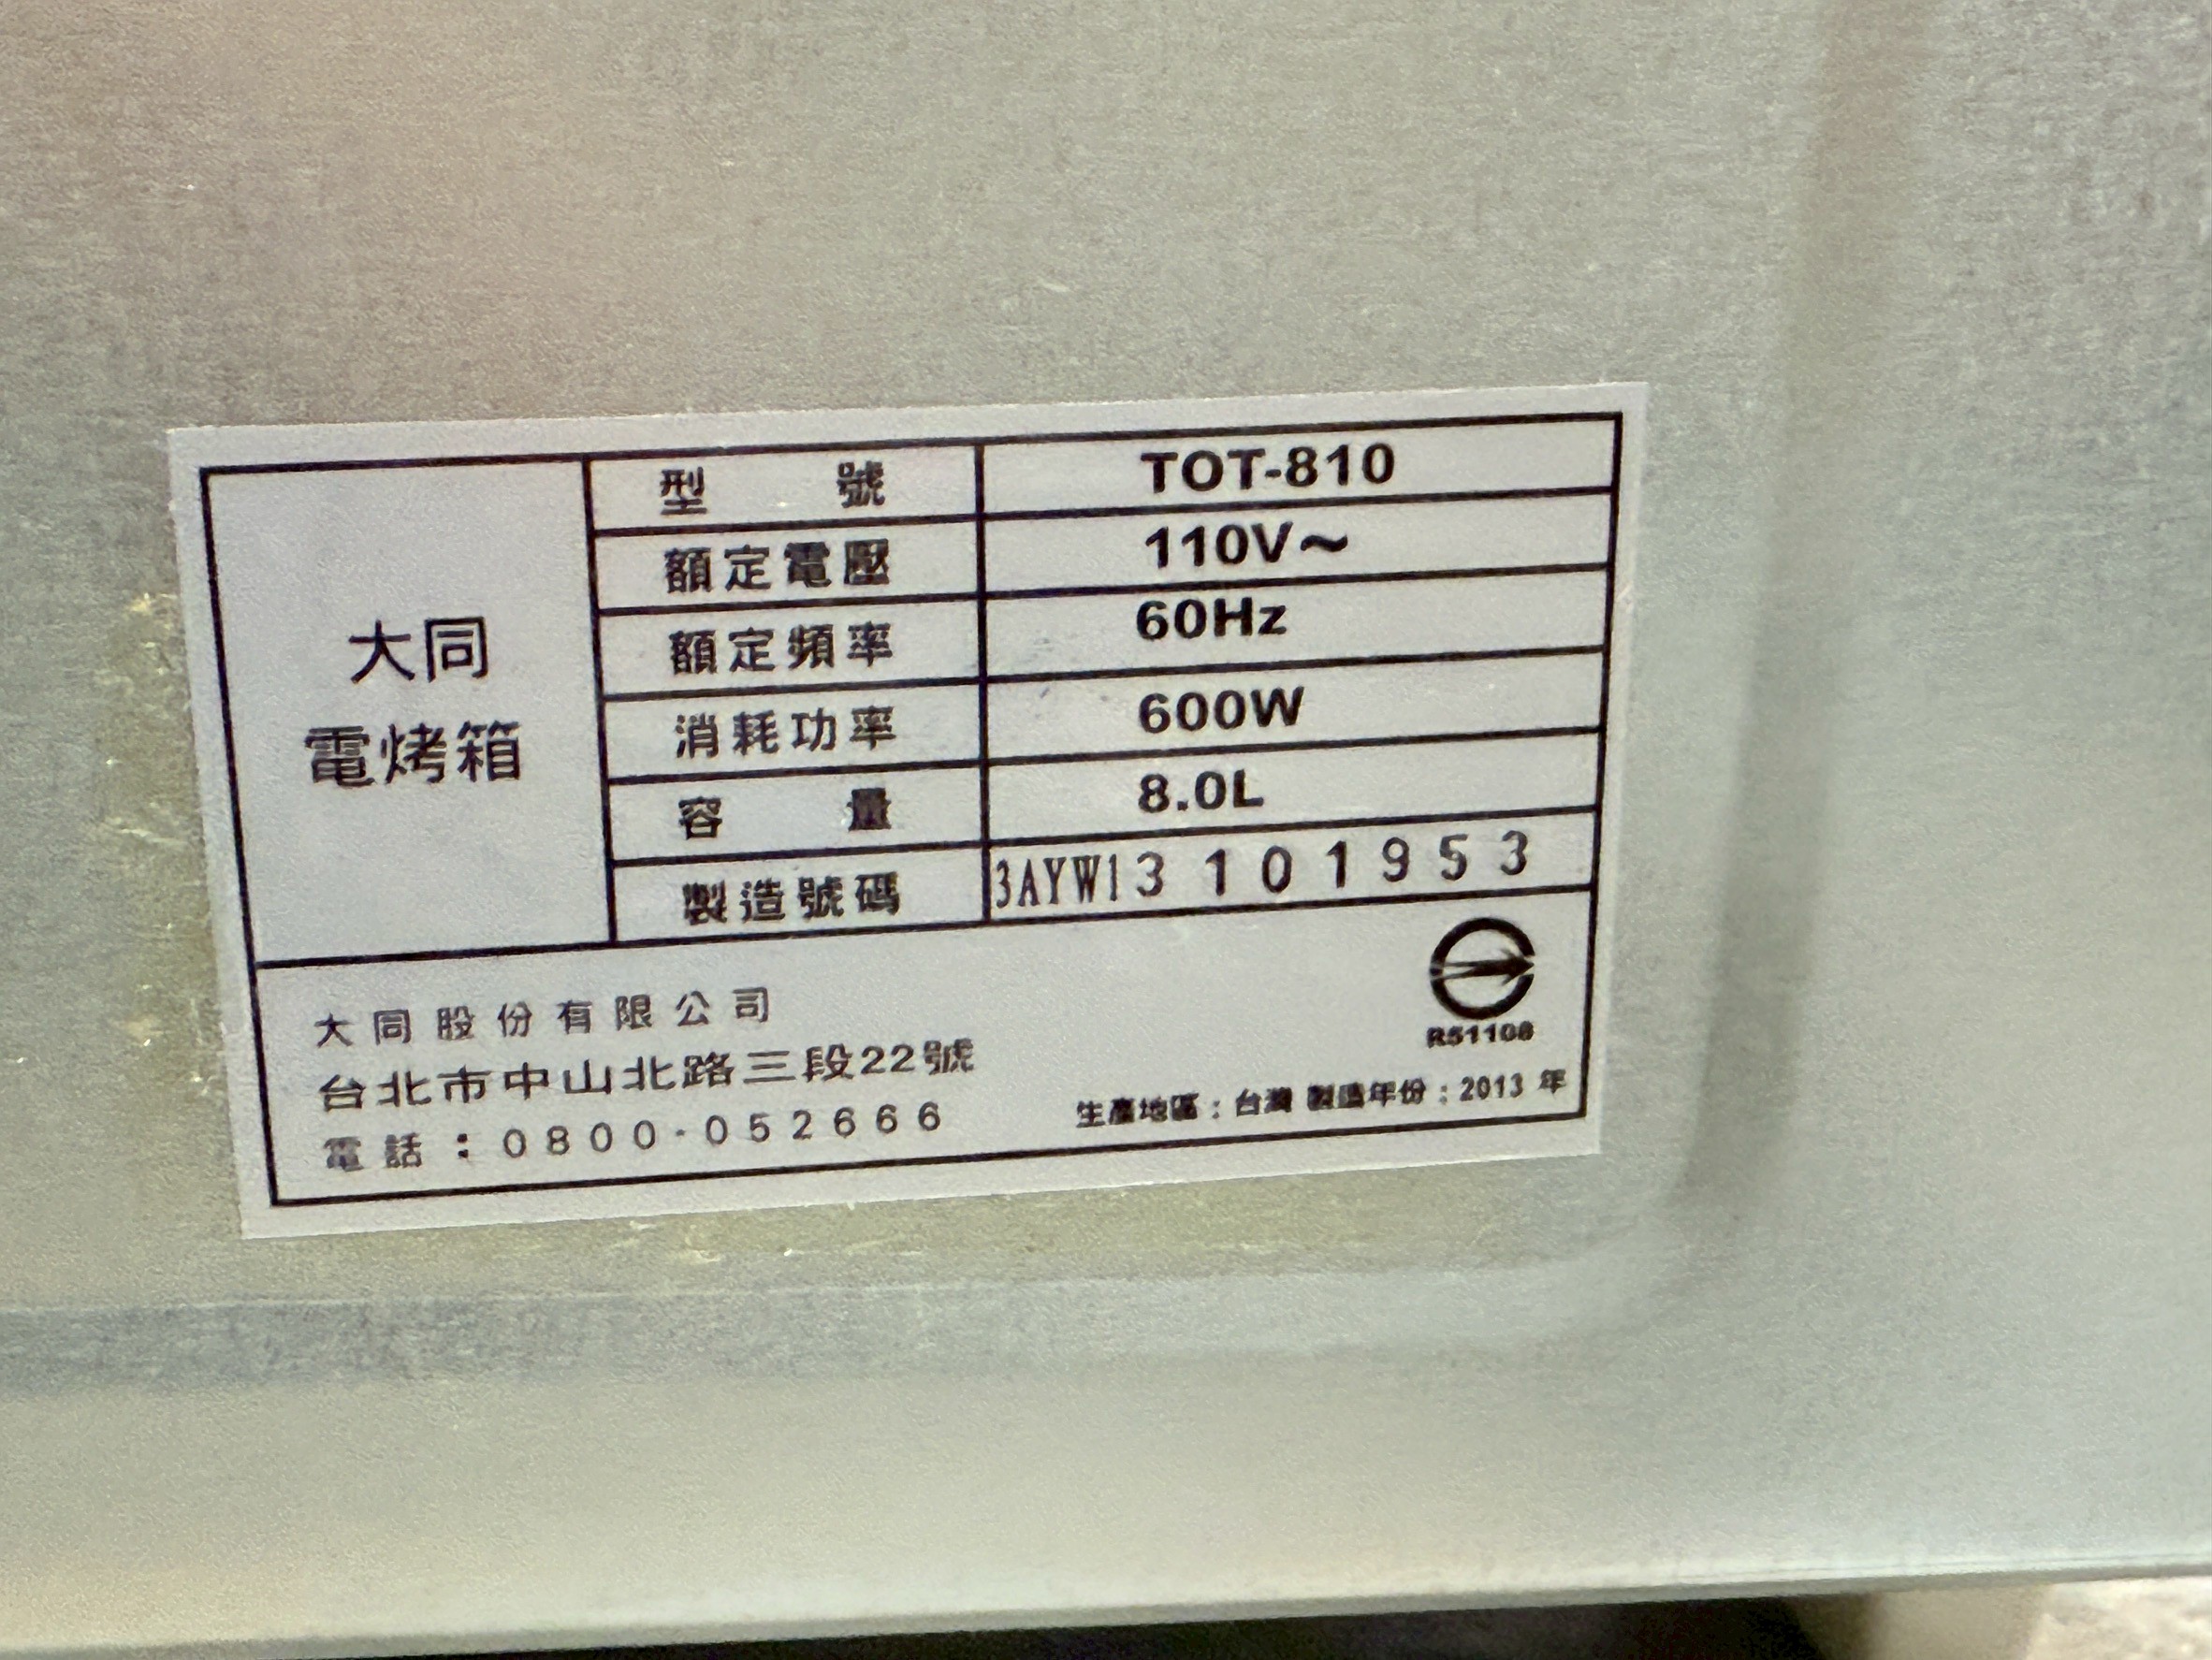 大同
電烤箱
型號 TOT-810
額定電壓 110V~
額定頻率 60Hz
消耗功率 600W
容量 8.0L
製造號碼 3AYW13 101953
大同股份有限公司
台北市中山北路三段22號
電話：0800-052666
R51108
生產地區：台灣 製造年份：2013 年